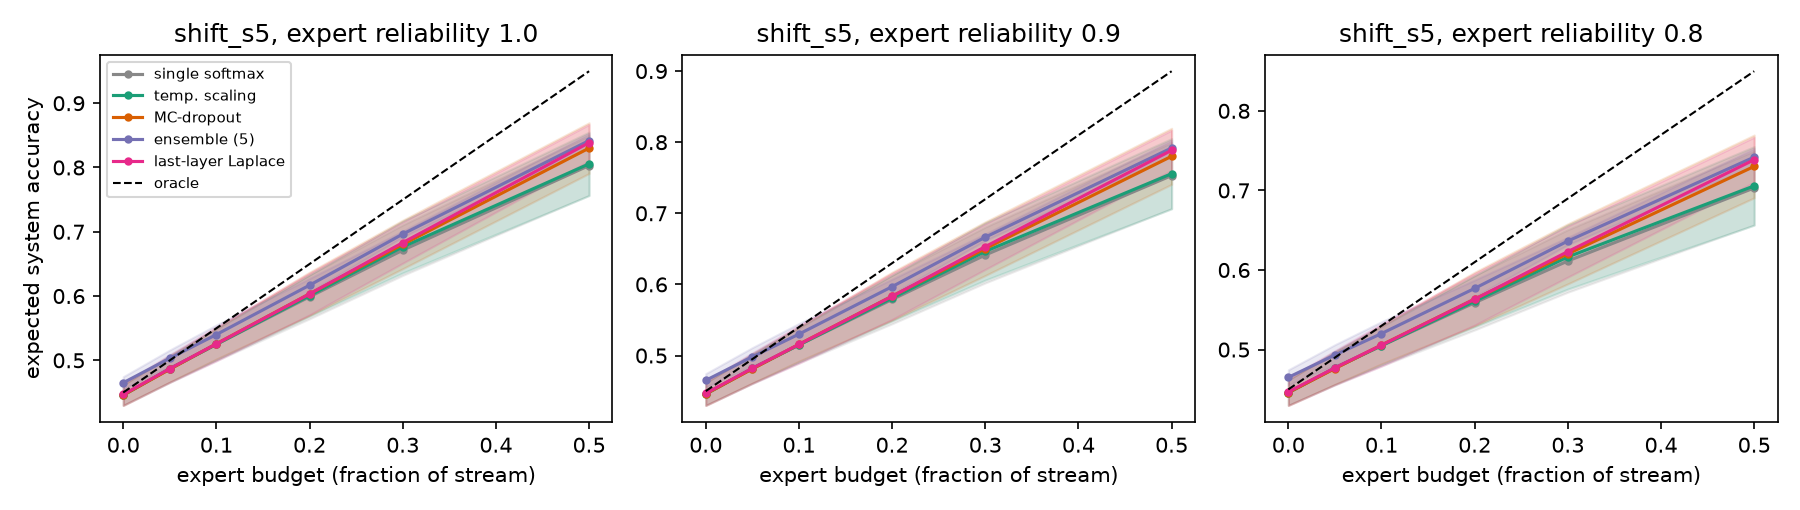 shift_s5, expert reliability 1.0
expected system accuracy
0.9
0.8
0.7
0.6
0.5
single softmax
temp. scaling
MC-dropout
ensemble (5)
last-layer Laplace
oracle
0.0 0.1 0.2 0.3 0.4 0.5
expert budget (fraction of stream)
shift_s5, expert reliability 0.9
0.9
0.8
0.7
0.6
0.5
0.0 0.1 0.2 0.3 0.4 0.5
expert budget (fraction of stream)
shift_s5, expert reliability 0.8
0.8
0.7
0.6
0.5
0.0 0.1 0.2 0.3 0.4 0.5
expert budget (fraction of stream)